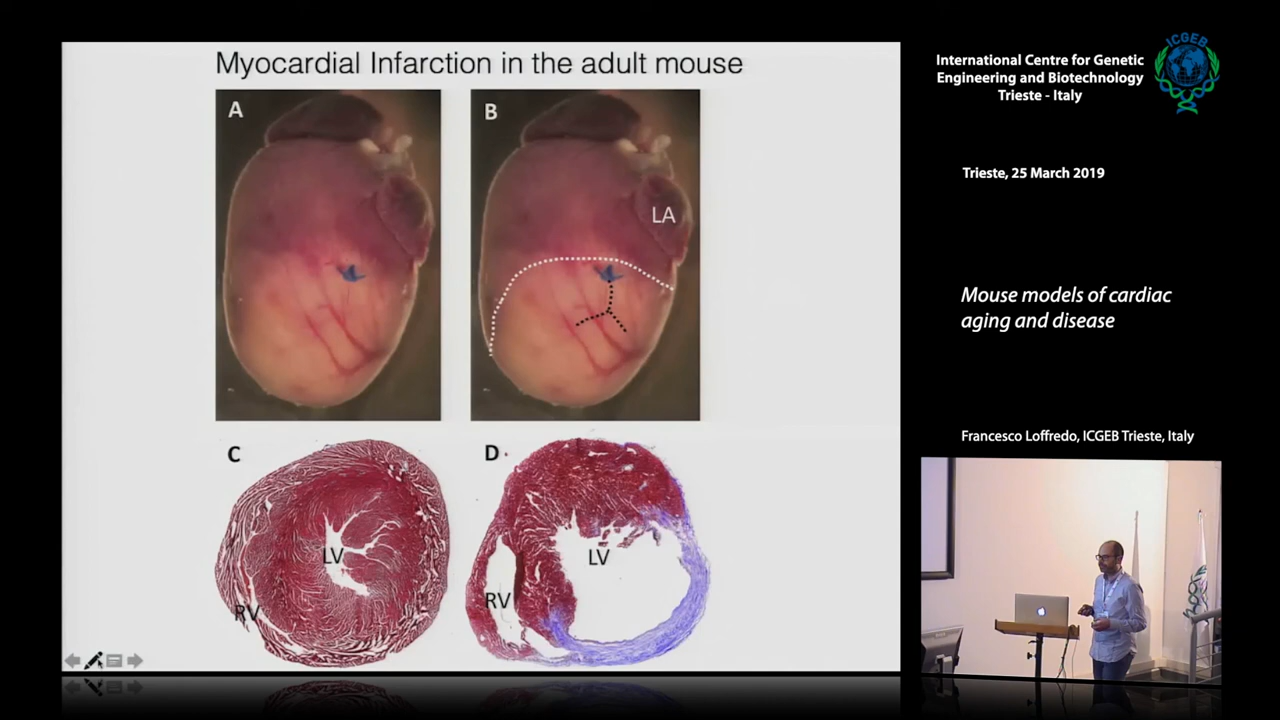 Myocardial Infarction in the adult mouse
A
B
LA
C
LV
RV
D
LV
RV
International Centre for Genetic
Engineering and Biotechnology
Trieste - Italy
ICGEB
Trieste, 25 March 2019
Mouse models of cardiac
aging and disease
Francesco Loffredo, ICGEB Trieste, Italy